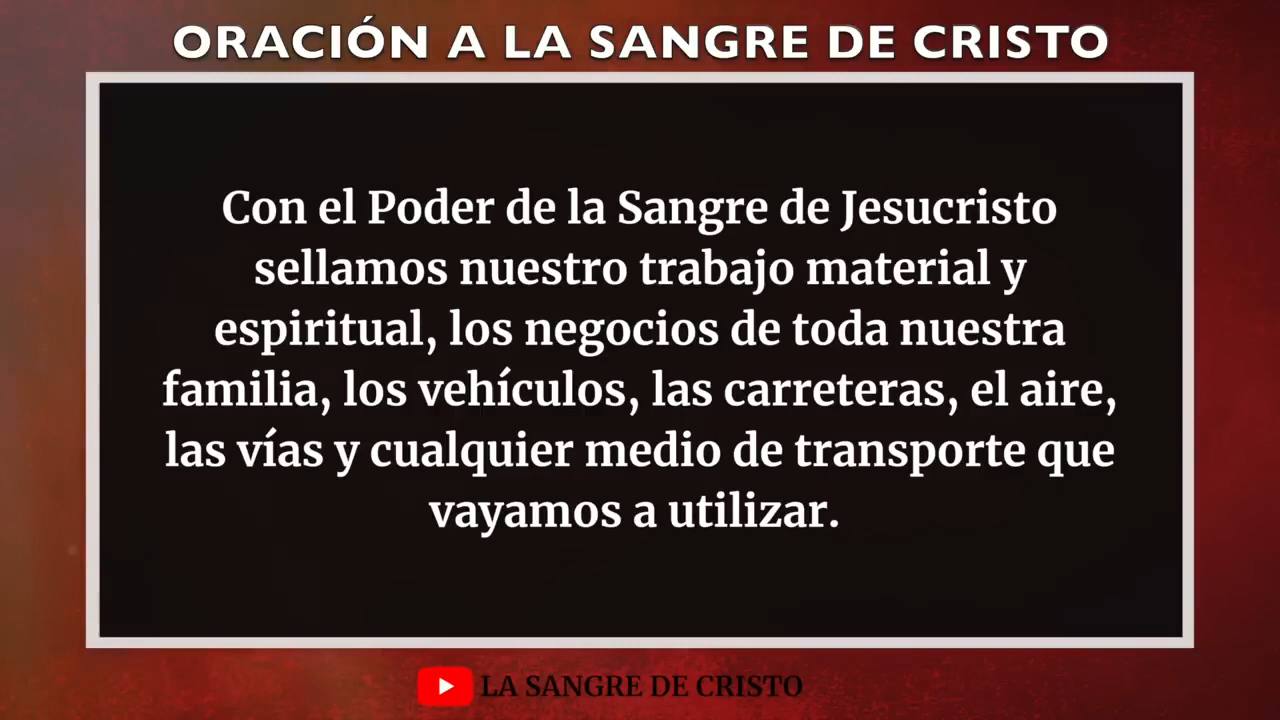 ORACIÓN A LA SANGRE DE CRISTO
Con el Poder de la Sangre de Jesucristo
sellamos nuestro trabajo material y
espiritual, los negocios de toda nuestra
familia, los vehículos, las carreteras, el aire,
las vías y cualquier medio de transporte que
vayamos a utilizar.
LA SANGRE DE CRISTO